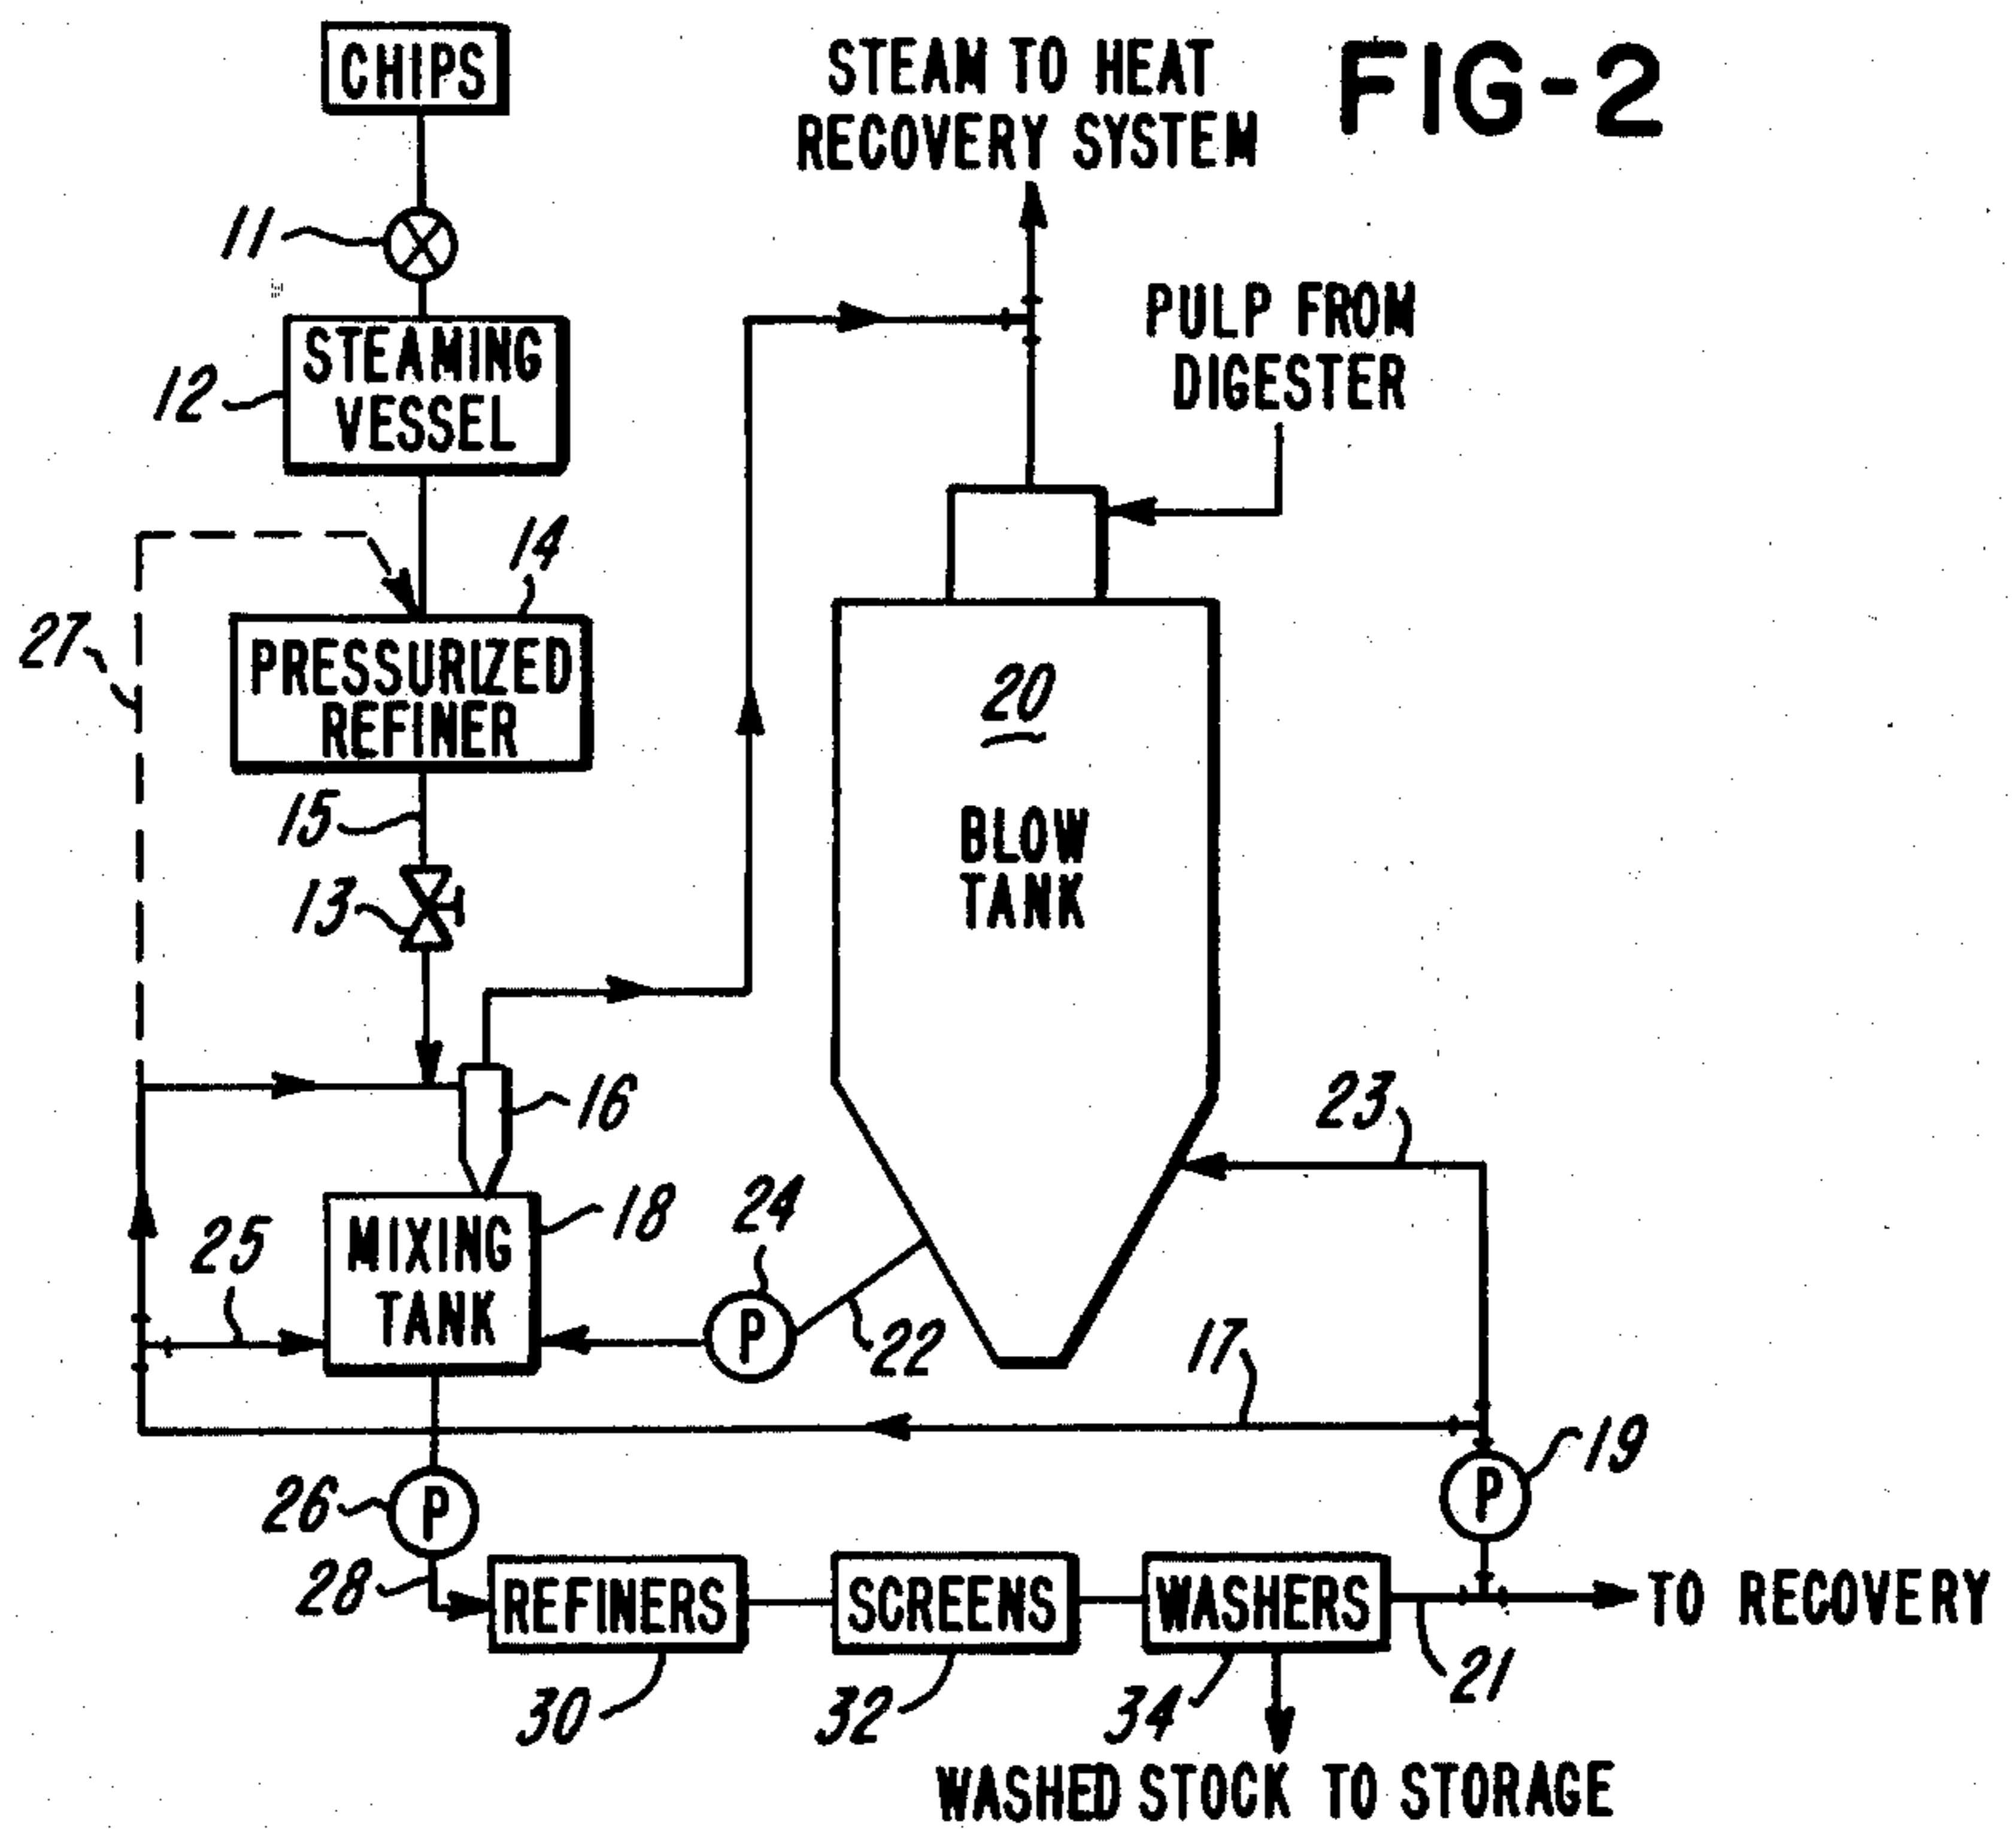 CHIPS
STEAM TO HEAT
RECOVERY SYSTEM
FIG-2
11
PULP FROM
DIGESTER
STEAMING
VESSEL
12
14
27
PRESSURIZED
REFINER
20
15
BLOW
TANK
13
16
23
18
24
25
MIXING
TANK
P
22
17
19
26
P
P
28
REFINERS
SCREENS
WASHERS
TO RECOVERY
30
32
34
21
WASHED STOCK TO STORAGE